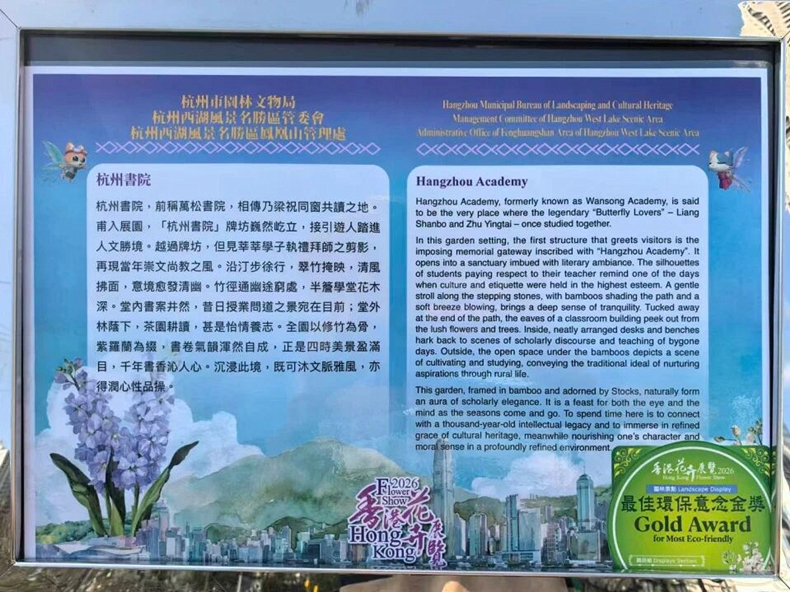 杭州市園林文物局
杭州西湖風景名勝區管委會
杭州西湖風景名勝區鳳凰山管理處
杭州書院
杭州書院，前稱萬松書院，相傳乃梁祝同窗共讀之地。
甫入展園，「杭州書院」牌坊巍然屹立，接引遊人踏進
人文勝境。越過牌坊，但見莘莘學子執禮拜師之剪影，
再現當年崇文尚教之風。沿汀步徐行，翠竹掩映，清風
拂面，意境愈發清幽。竹徑通幽途窮處，半簷學堂花木
深。堂內書案井然，昔日授業問道之景宛在目前；堂外
林蔭下，茶園耕讀，甚是怡情養志。全園以修竹為骨，
紫羅蘭為綴，書卷氣韻渾然自成，正是四時美景盈滿
目，千年書香沁人心。沉浸此境，既可沐文脈雅風，亦
得潤心性品操。
Hangzhou Municipal Bureau of Landscaping and Cultural Heritage
Management Committee of Hangzhou West Lake Scenic Area
Administrative Office of Fenghuangshan Area of Hangzhou West Lake Scenic Area
Hangzhou Academy
Hangzhou Academy, formerly known as Wansong Academy, is said
to be the very place where the legendary “Butterfly Lovers” – Liang
Shanbo and Zhu Yingtai – once studied together.
In this garden setting, the first structure that greets visitors is the
imposing memorial gateway inscribed with “Hangzhou Academy”. It
opens into a sanctuary imbued with literary ambiance. The silhouettes
of students paying respect to their teacher remind one of the days
when culture and etiquette were held in the highest esteem. A gentle
stroll along the stepping stones, with bamboos shading the path and a
soft breeze blowing, brings a deep sense of tranquility. Tucked away
at the end of the path, the eaves of a classroom building peek out from
the lush flowers and trees. Inside, neatly arranged desks and benches
hark back to scenes of scholarly discourse and teaching of bygone
days. Outside, the open space under the bamboos depicts a scene
of cultivating and studying, conveying the traditional ideal of nurturing
aspirations through rural life.
This garden, framed in bamboo and adorned by Stocks, naturally form
an aura of scholarly elegance. It is a feast for both the eye and the
mind as the seasons come and go. To spend time here is to connect
with a thousand-year-old intellectual legacy and to immerse in refined
grace of cultural heritage, meanwhile nourishing one's character and
moral sense in a profoundly refined environment.
2026
Flower
Show
香港花卉展覽
Hong
Kong
香港花卉展覽 2026
Hong Kong Flower Show
園林景點 Landscape Display
最佳環保意念金獎
Gold Award
for Most Eco-friendly
Displays Section